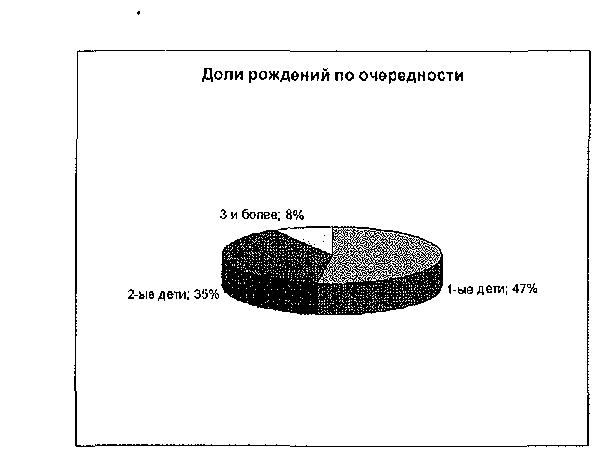 Доли рождений по очередности
3 и более; 8%
2-ые дети; 35%
1-ые дети; 47%